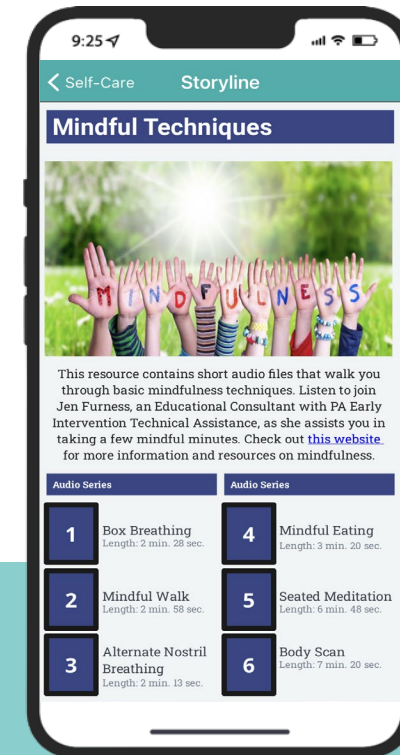 9:25
Self-Care
Storyline
Mindful Techniques
MINDFULNESS
This resource contains short audio files that walk you
through basic mindfulness techniques. Listen to join
Jen Furness, an Educational Consultant with PA Early
Intervention Technical Assistance, as she assists you in
taking a few mindful minutes. Check out this website
for more information and resources on mindfulness.
Audio Series
1
Box Breathing
Length: 2 min. 28 sec.
2
Mindful Walk
Length: 2 min. 58 sec.
3
Alternate Nostril
Breathing
Length: 2 min. 13 sec.
Audio Series
4
Mindful Eating
Length: 3 min. 20 sec.
5
Seated Meditation
Length: 6 min. 48 sec.
6
Body Scan
Length: 7 min. 20 sec.